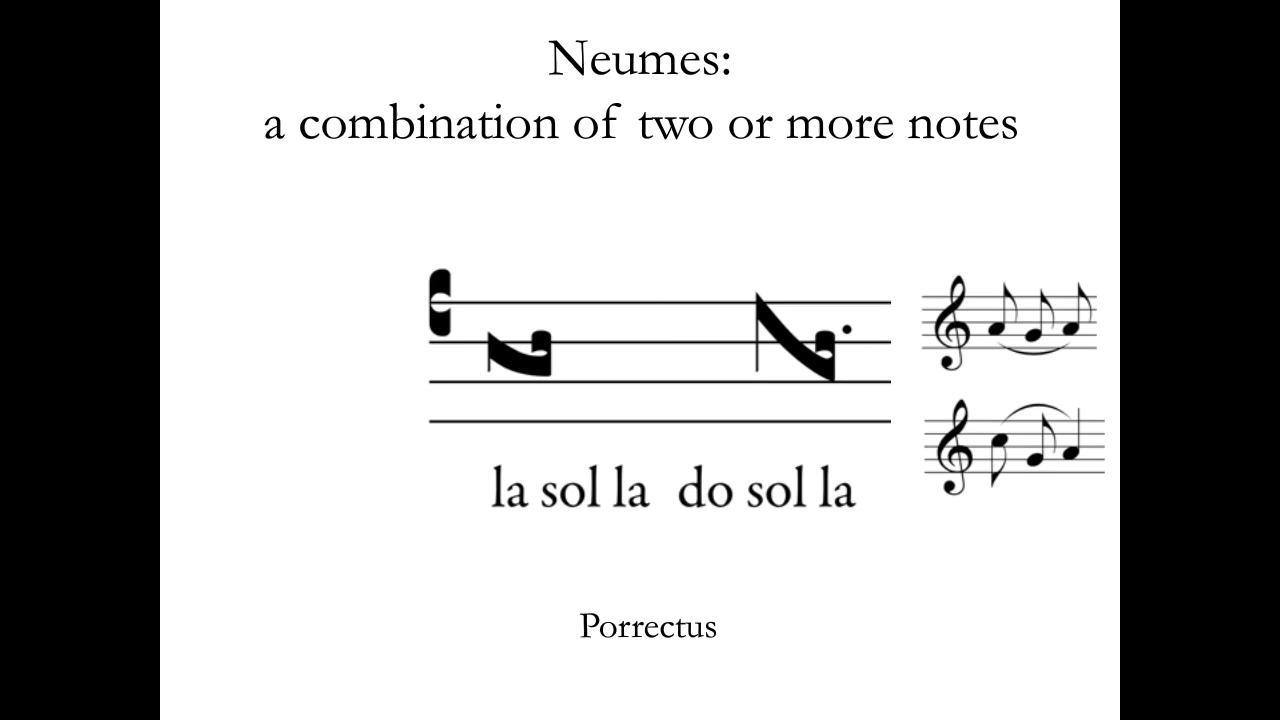 Neumes:
a combination of two or more notes
la sol la do sol la
Porrectus